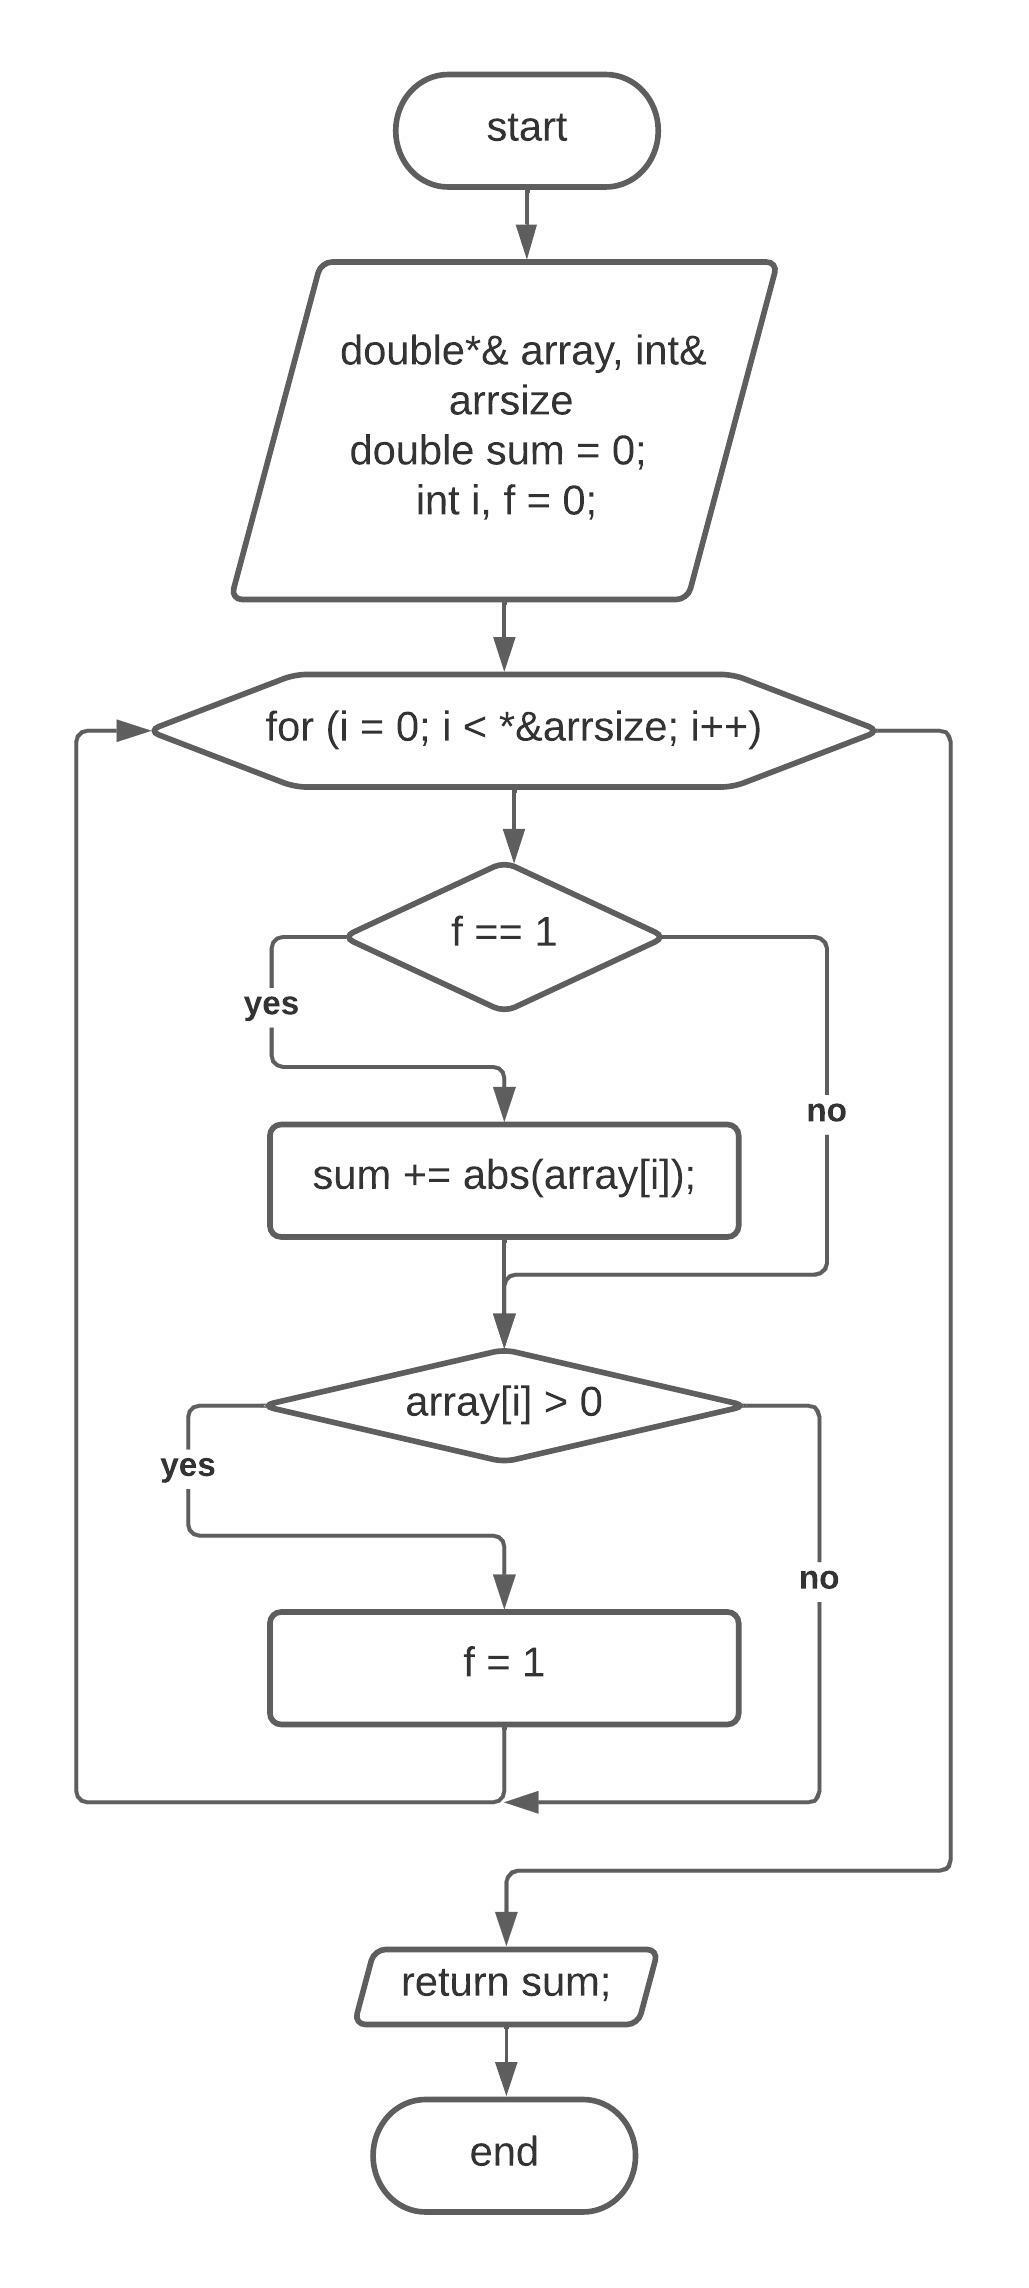 start
double*& array, int&
arrsize
double sum = 0;
int i, f = 0;
for (i = 0; i < *&arrsize; i++)
f == 1
yes
no
sum += abs(array[i]);
array[i] > 0
yes
no
f = 1
return sum;
end